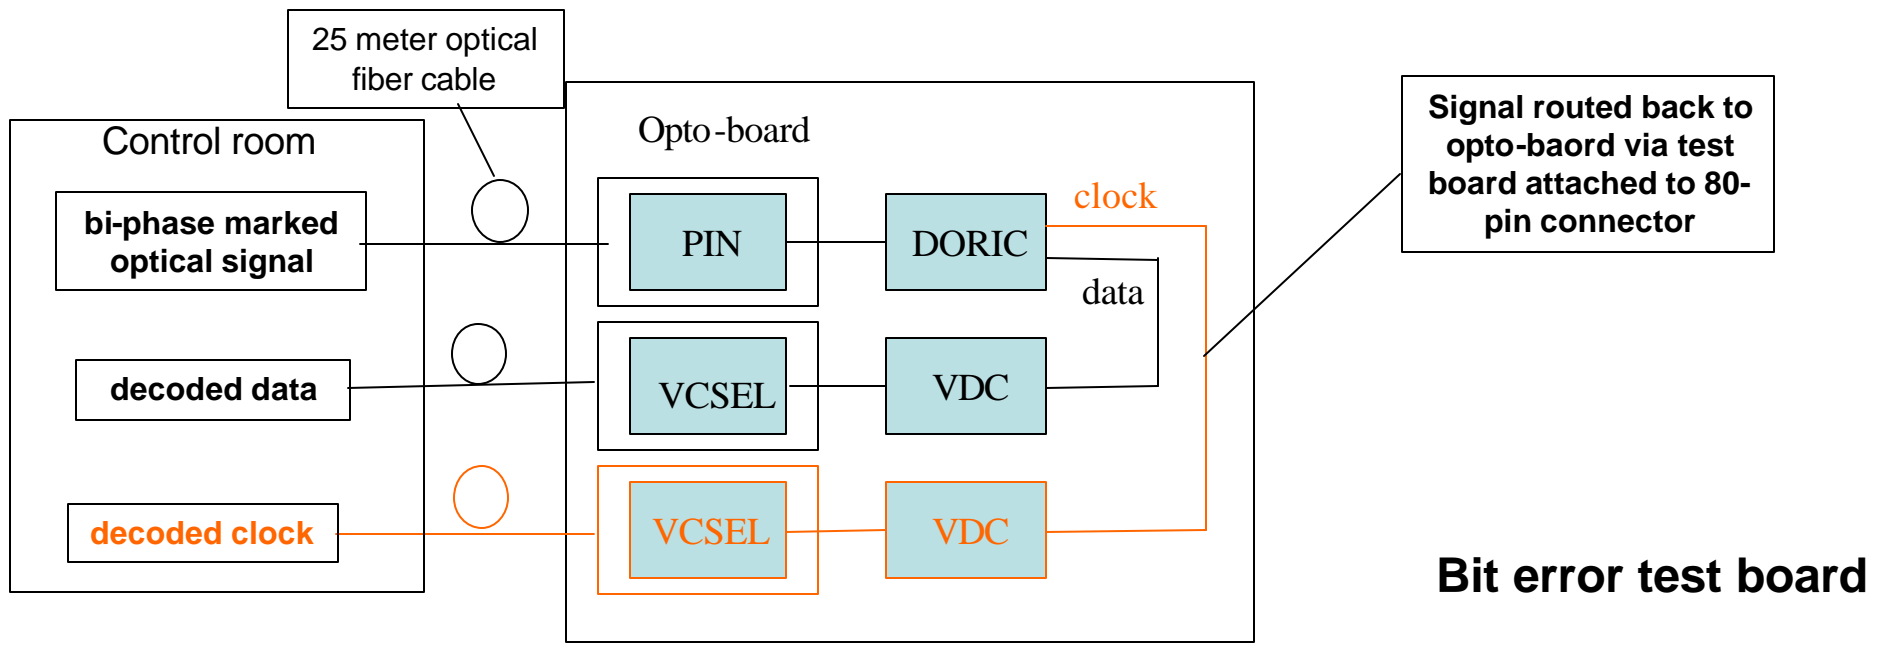 25 meter optical
fiber cable
Control room
bi-phase marked
optical signal
decoded data
decoded clock
Opto-board
PIN
DORIC
clock
data
VCSEL
VDC
VCSEL
VDC
Signal routed back to
opto-baord via test
board attached to 80-
pin connector
Bit error test board